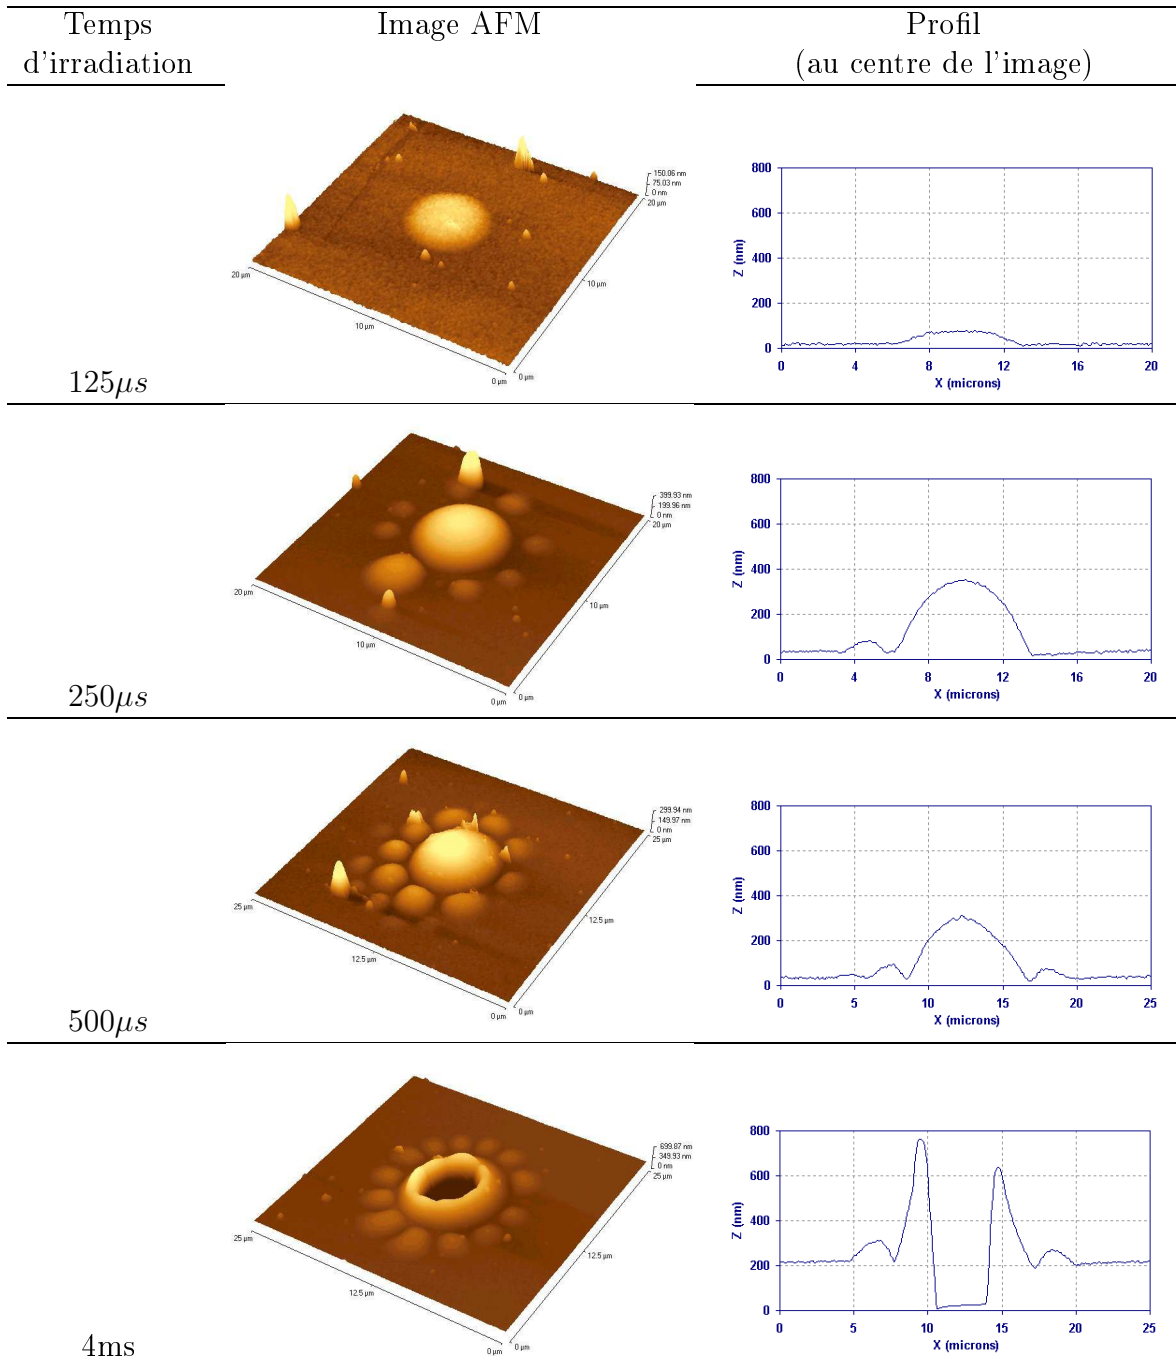 Temps
d'irradiation
Image AFM
Profil
(au centre de l'image)
150.06 nm
75.03 nm
0 nm
20 µm
10 µm
0 µm
0 µm
10 µm
20 µm
800
600
400
200
0
Z (nm)
0 4 8 12 16 20
X (microns)
125µs
399.93 nm
199.96 nm
0 nm
20 µm
10 µm
0 µm
0 µm
10 µm
20 µm
800
600
400
200
0
Z (nm)
0 4 8 12 16 20
X (microns)
250µs
299.94 nm
149.97 nm
0 nm
25 µm
12.5 µm
0 µm
0 µm
12.5 µm
25 µm
800
600
400
200
0
Z (nm)
0 5 10 15 20 25
X (microns)
500µs
699.87 nm
349.93 nm
0 nm
25 µm
12.5 µm
0 µm
0 µm
12.5 µm
25 µm
800
600
400
200
0
Z (nm)
0 5 10 15 20 25
X (microns)
4ms